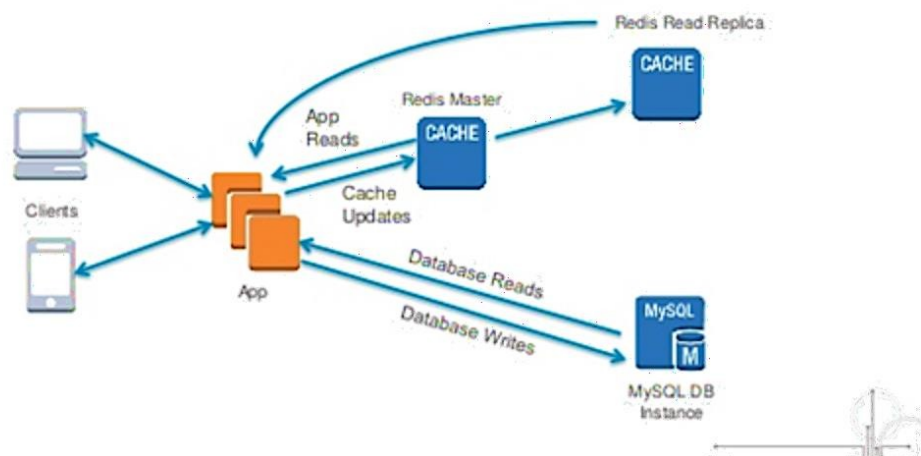 Redis Read Replica
CACHE
Redis Master
CACHE
App
Reads
Cache
Updates
Clients
App
Database Reads
Database Writes
MySQL
M
MySQL DB
Instance